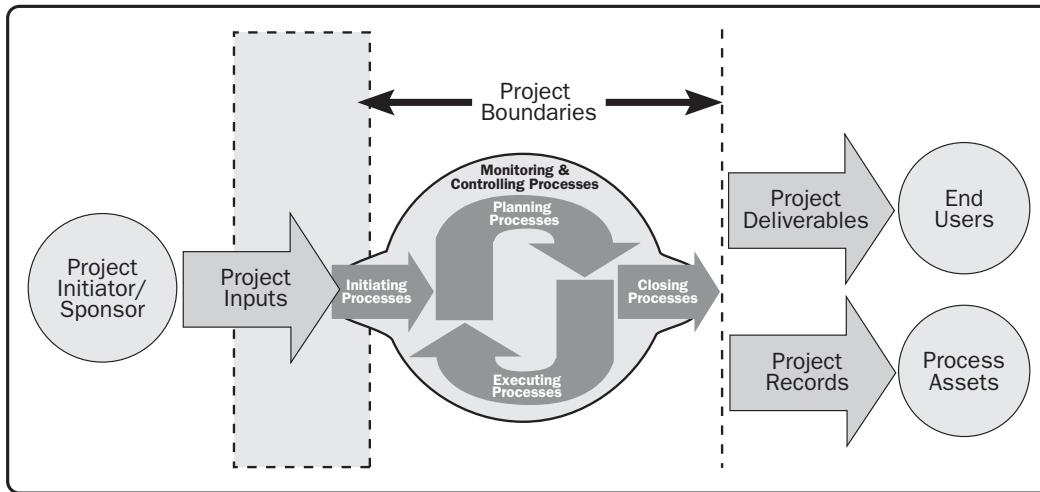 Project
Boundaries
Monitoring &
Controlling Processes
Planning
Processes
Project
Initiator/
Sponsor
Project
Inputs
Initiating
Processes
Closing
Processes
Executing
Processes
Project
Deliverables
End
Users
Project
Records
Process
Assets